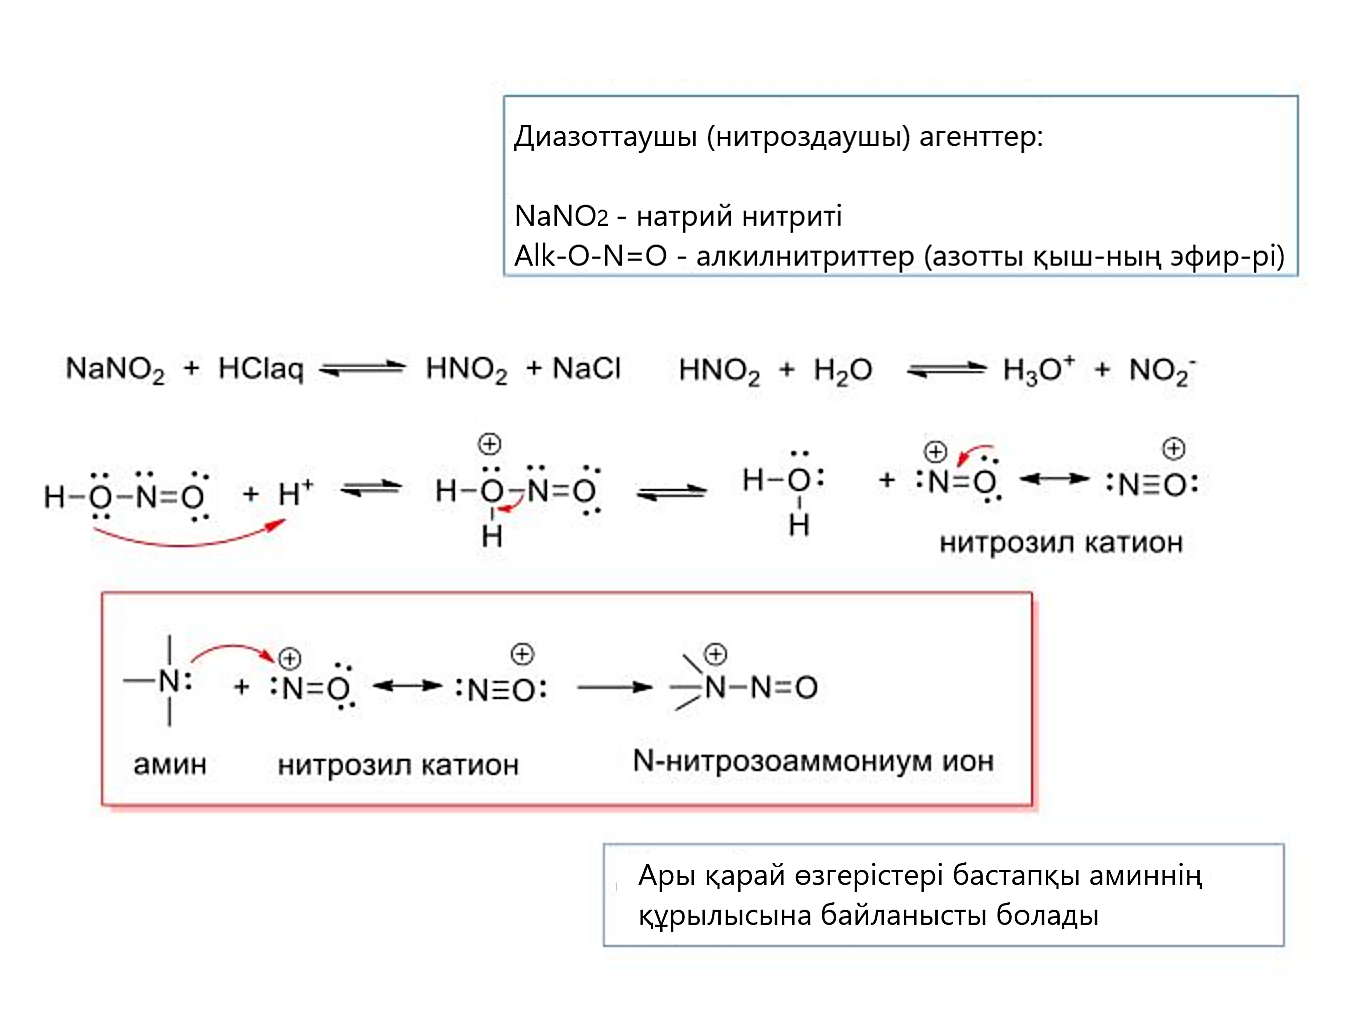 Диазоттаушы (нитроздаушы) агенттер:
NaNO2 - натрий нитриті
Alk-O-N=O - алкилнитриттер (азотты қыш-ның эфир-рі)
NaNO₂ + HClaq ⇌ HNO₂ + NaCl HNO₂ + H₂O ⇌ H₃O⁺ + NO₂⁻
H-O-N=O + H⁺ ⇌ H-O-N=O ⇌ H-O: + :N=O ↔ :N≡O:
H H
нитрозил катион
N: + :N=O ↔ :N≡O: → N-N=O
амин нитрозил катион N-нитрозоаммониум ион
Ары қарай өзгерістері бастапқы аминнің
құрылысына байланысты болады